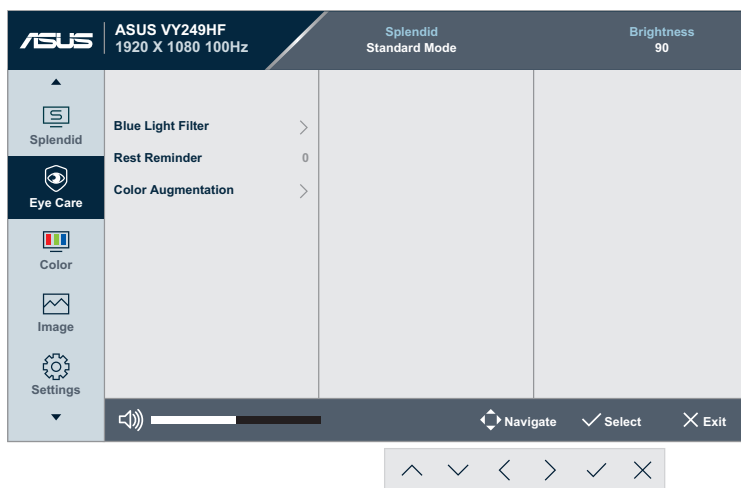 ASUS
ASUS VY249HF
1920 X 1080 100Hz
Splendid
Standard Mode
Brightness
90
Splendid
Eye Care
Color
Image
Settings
Blue Light Filter
Rest Reminder 0
Color Augmentation
Navigate
Select
Exit